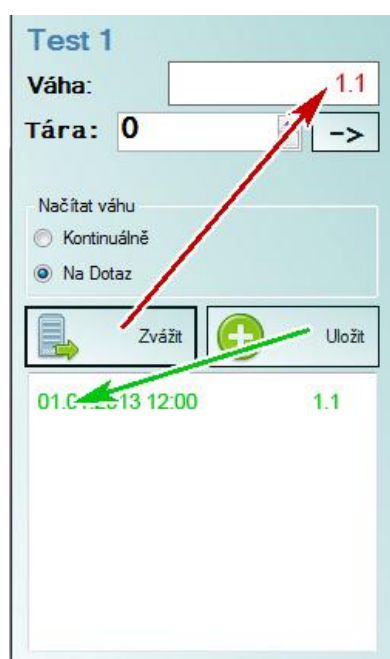 Test 1
Váha: 1.1
Tára: 0 ->
Načítat váhu
Kontinuálně
Na Dotaz
Zvážit Uložit
12:00 1.1